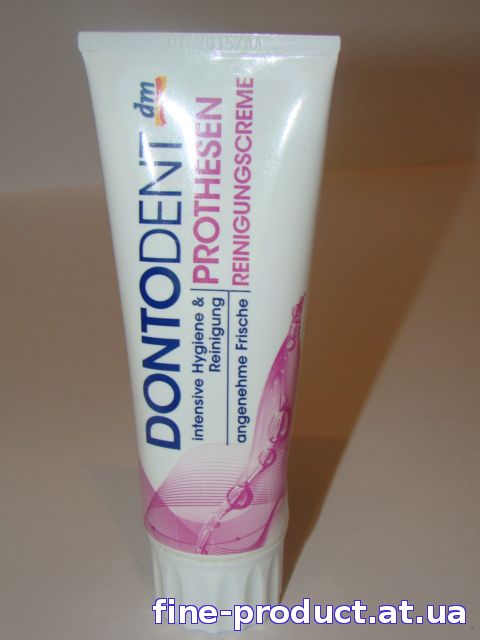 dm
DONTODENT
PROTHESEN
REINIGUNGSCREME
intensive Hygiene &
Reinigung
angenehme Frische
fine-product.at.ua